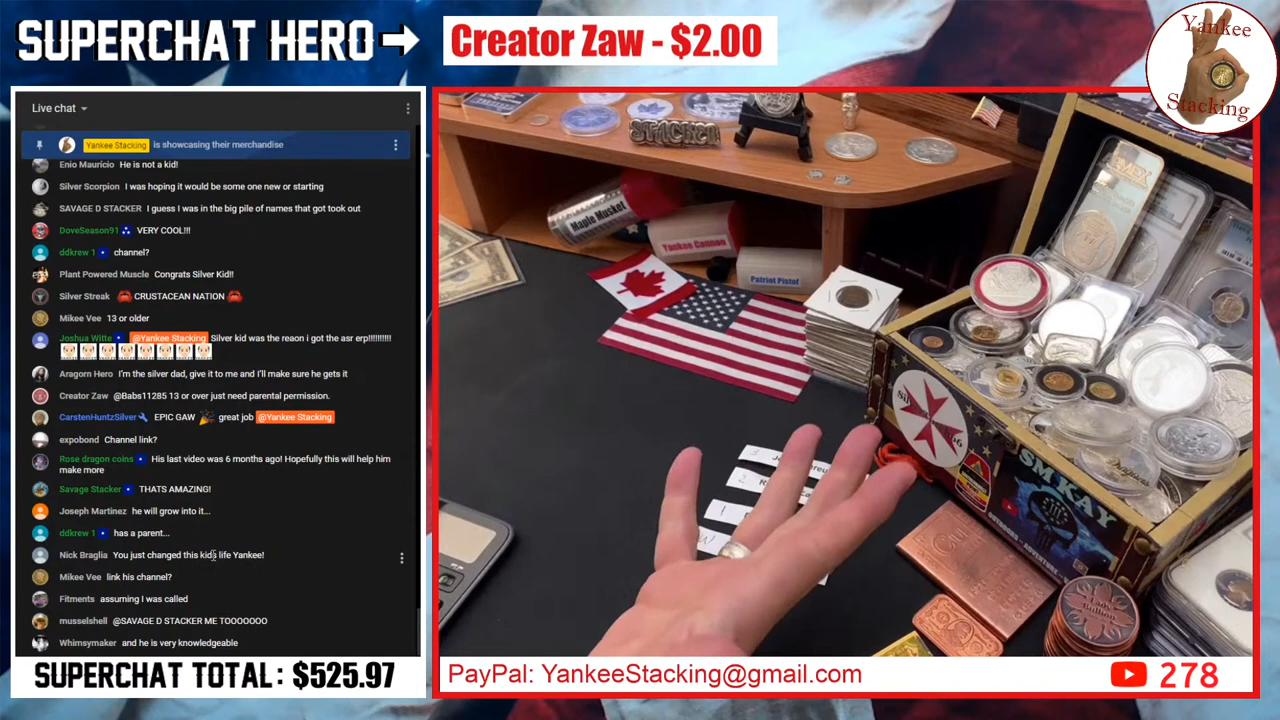 SUPERCHAT HERO
Creator Zaw - $2.00
Yankee
Stacking
Live chat
Yankee Stacking is showcasing their merchandise
Enio Maurício He is not a kid!
Silver Scorpion I was hoping it would be some one new or starting
SAVAGE D STACKER I guess I was in the big pile of names that got took out
DoveSeason91 VERY COOL!!!
ddkrew 1 channel?
Plant Powered Muscle Congrats Silver Kid!!
Silver Streak CRUSTACEAN NATION
Mikee Vee 13 or older
Joshua Witte @Yankee Stacking Silver kid was the reaon i got the asr erp!!!!!!!!!!
Aragorn Hero I'm the silver dad, give it to me and I'll make sure he gets it
Creator Zaw @Babs11285 13 or over just need parental permission.
CarstenHuntzSilver EPIC GAW great job @Yankee Stacking
expobond Channel link?
Rose dragon coins His last video was 6 months ago! Hopefully this will help him
make more
Savage Stacker THATS AMAZING!
Joseph Martinez he will grow into it...
ddkrew 1 has a parent...
Nick Braglia You just changed this kids life Yankee!
Mikee Vee link his channel?
Fitments assuming I was called
musselshell @SAVAGE D STACKER ME TOOOOOOO
Whimsymaker and he is very knowledgeable
SUPERCHAT TOTAL: $525.97
STACKED
Maple Musket
Yankee Cannon
Patriot Pistol
3
2
1
SM KAY
PayPal: YankeeStacking@gmail.com
278